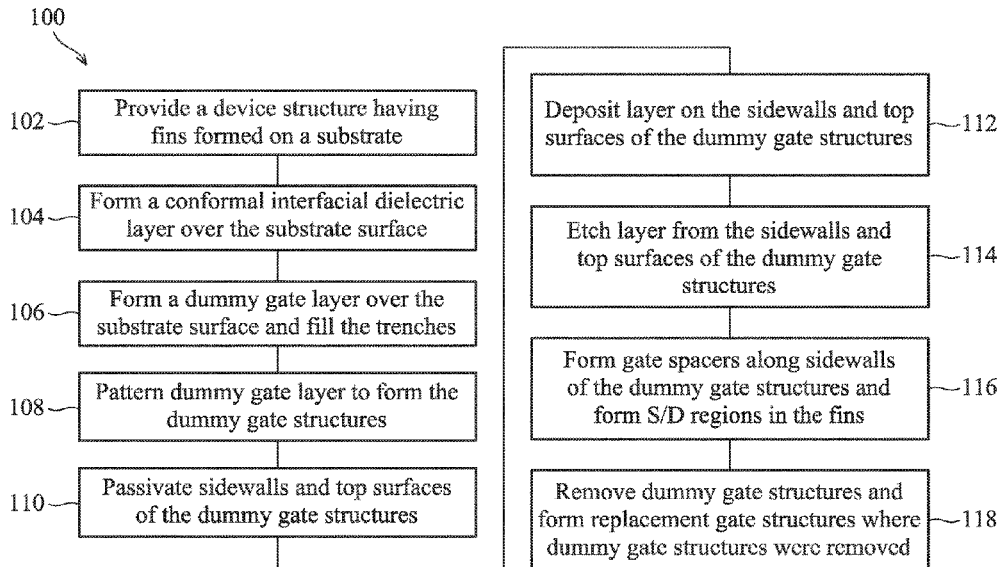 100
102
Provide a device structure having
fins formed on a substrate
104
Form a conformal interfacial dielectric
layer over the substrate surface
106
Form a dummy gate layer over the
substrate surface and fill the trenches
108
Pattern dummy gate layer to form the
dummy gate structures
110
Passivate sidewalls and top surfaces
of the dummy gate structures
Deposit layer on the sidewalls and top
surfaces of the dummy gate structures
112
Etch layer from the sidewalls and
top surfaces of the dummy gate
structures
114
Form gate spacers along sidewalls
of the dummy gate structures and
form S/D regions in the fins
116
Remove dummy gate structures and
form replacement gate structures where
dummy gate structures were removed
118